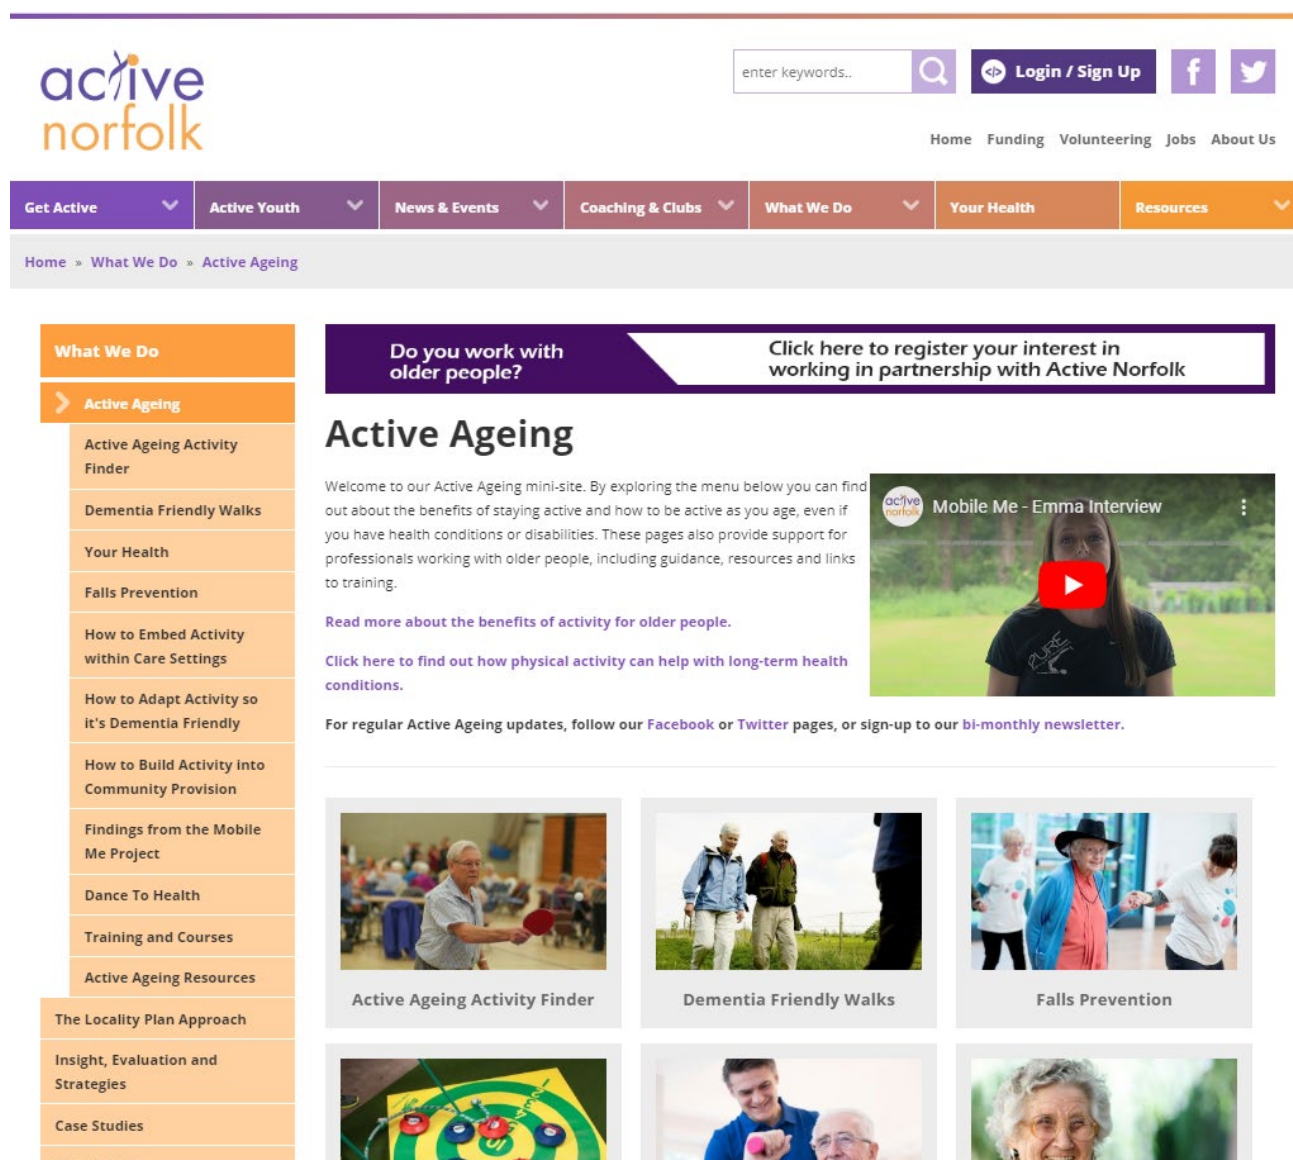 active
norfolk
enter keywords..
Login / Sign Up
Home Funding Volunteering Jobs About Us
Get Active Active Youth News & Events Coaching & Clubs What We Do Your Health Resources
Home » What We Do » Active Ageing
What We Do
Active Ageing
Active Ageing Activity
Finder
Dementia Friendly Walks
Your Health
Falls Prevention
How to Embed Activity
within Care Settings
How to Adapt Activity so
it's Dementia Friendly
How to Build Activity into
Community Provision
Findings from the Mobile
Me Project
Dance To Health
Training and Courses
Active Ageing Resources
The Locality Plan Approach
Insight, Evaluation and
Strategies
Case Studies
Do you work with
older people?
Click here to register your interest in
working in partnership with Active Norfolk
Active Ageing
Welcome to our Active Ageing mini-site. By exploring the menu below you can find
out about the benefits of staying active and how to be active as you age, even if
you have health conditions or disabilities. These pages also provide support for
professionals working with older people, including guidance, resources and links
to training.
Read more about the benefits of activity for older people.
Click here to find out how physical activity can help with long-term health
conditions.
active
norfolk
Mobile Me - Emma Interview
PURE
For regular Active Ageing updates, follow our Facebook or Twitter pages, or sign-up to our bi-monthly newsletter.
Active Ageing Activity Finder
Dementia Friendly Walks
Falls Prevention